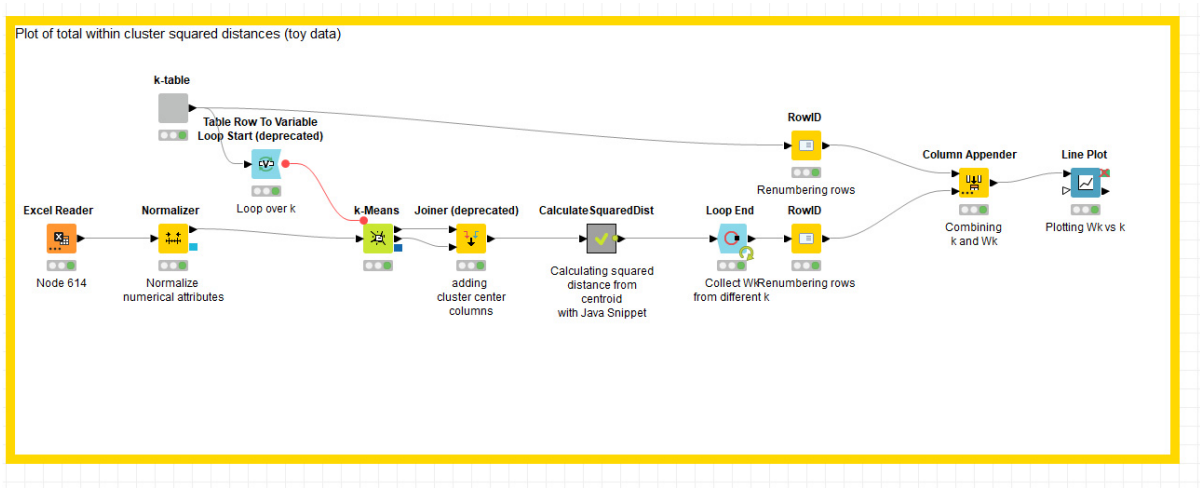 Plot of total within cluster squared distances (toy data)
k-table
Table Row To Variable
Loop Start (deprecated)
Loop over k
RowID
Renumbering rows
Column Appender
Combining
k and Wk
Line Plot
Plotting Wk vs k
Excel Reader
Node 614
Normalizer
Normalize
numerical attributes
k-Means
Joiner (deprecated)
adding
cluster center
columns
CalculateSquaredDist
Calculating squared
distance from
centroid
with Java Snippet
Loop End
Collect Wk
from different k
RowID
Renumbering rows